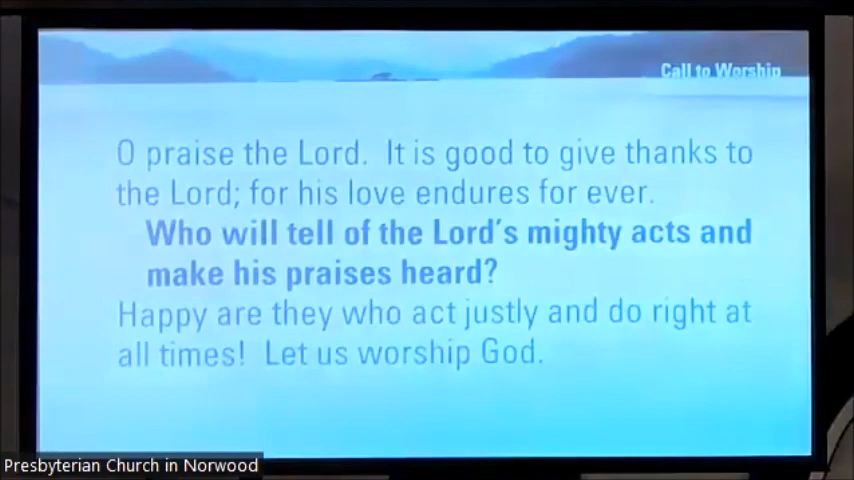 Call to Worship
O praise the Lord. It is good to give thanks to
the Lord; for his love endures for ever.
Who will tell of the Lord's mighty acts and
make his praises heard?
Happy are they who act justly and do right at
all times! Let us worship God.
Presbyterian Church in Norwood